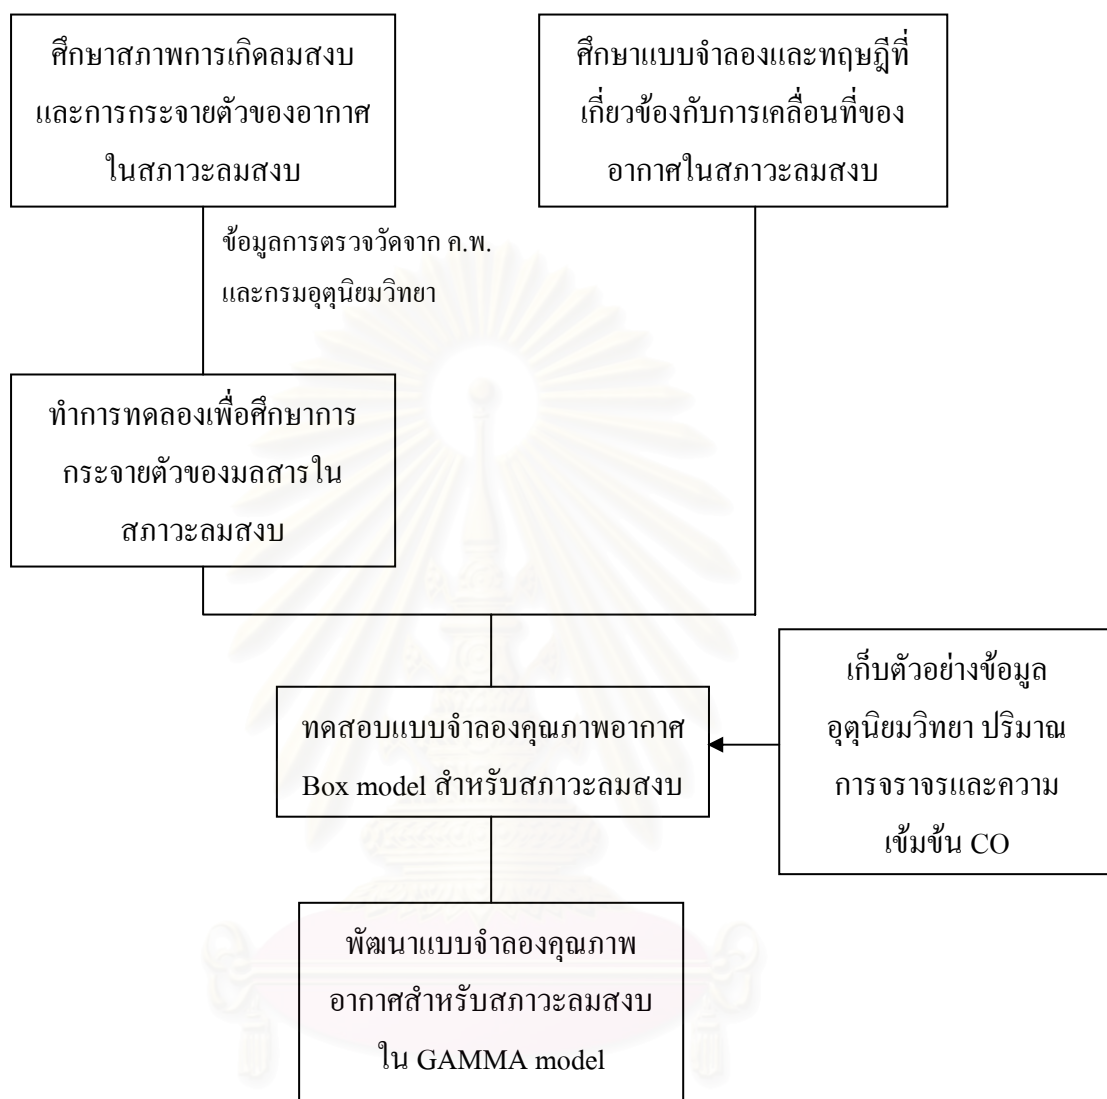 ศึกษาสภาพการเกิดลมสงบ
และการกระจายตัวของอากาศ
ในสภาวะลมสงบ
ศึกษาแบบจำลองและทฤษฎีที่
เกี่ยวข้องกับการเคลื่อนที่ของ
อากาศในสภาวะลมสงบ
ข้อมูลการตรวจวัดจาก ค.พ.
และกรมอุตุนิยมวิทยา
ทำการทดลองเพื่อศึกษาการ
กระจายตัวของมลสารใน
สภาวะลมสงบ
เก็บตัวอย่างข้อมูล
อุตุนิยมวิทยา ปริมาณ
การจราจรและความ
เข้มข้น CO
ทดสอบแบบจำลองคุณภาพอากาศ
Box model สำหรับสภาวะลมสงบ
พัฒนาแบบจำลองคุณภาพ
อากาศสำหรับสภาวะลมสงบ
ใน GAMMA model